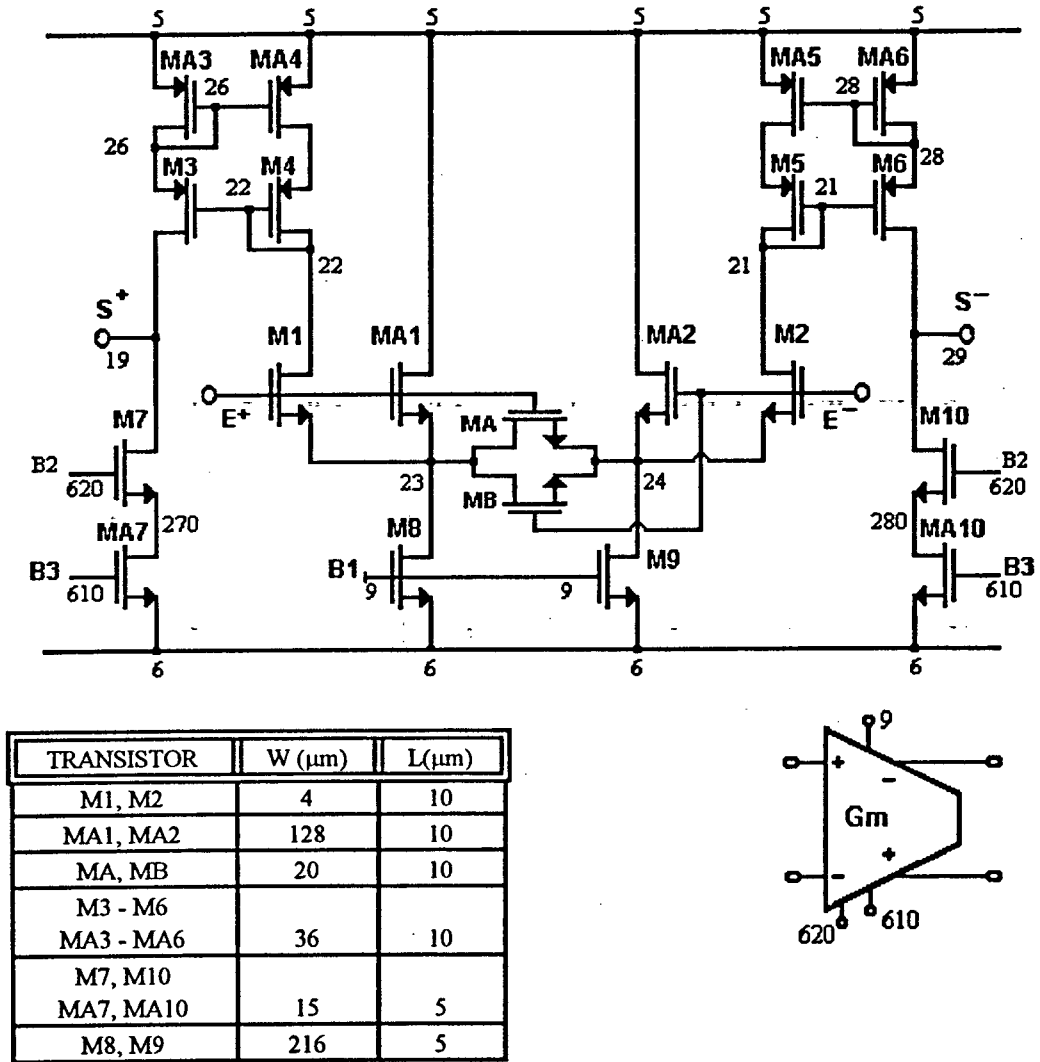 5 5 5 5 5 5
MA3 MA4 MA5 MA6
26 28
26 28
M3 M4 M5 M6
22 21
22 21
S+ S−
19 29
M1 MA1 MA2 M2
E+ MA E−
M7 M10
B2 23 MB 24 B2
620 620
270 280
MA7 M8 M9 MA10
B3 B1 B3
610 9 9 610
6 6 6 6
TRANSISTOR W (μm) L(μm)
M1, M2 4 10
MA1, MA2 128 10
MA, MB 20 10
M3 - M6
MA3 - MA6 36 10
M7, M10
MA7, MA10 15 5
M8, M9 216 5
9
+ −
Gm
− +
620 610